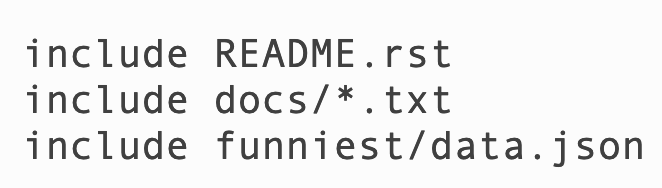 include README.rst
include docs/*.txt
include funniest/data.json